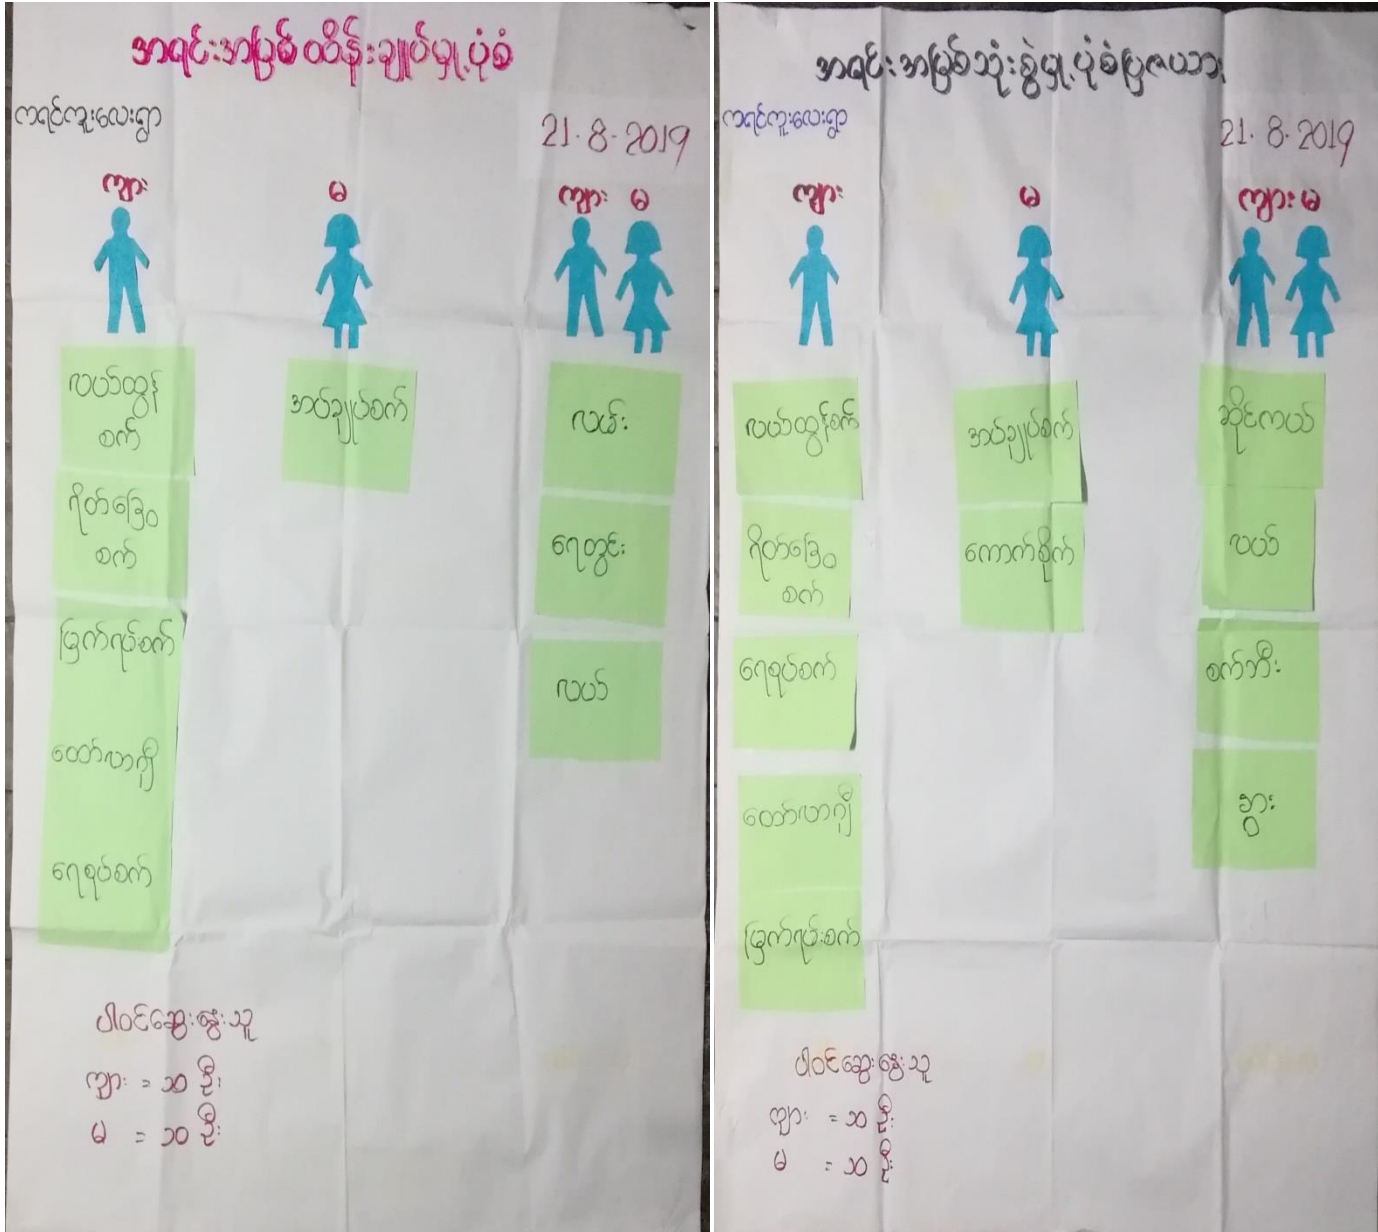 အရင်းအမြစ်ထိန်းချုပ်မှု့ပုံစံ
ကရင်ကူးလေးရွာ
21.8.2019
ကျား
မ
ကျား မ
လယ်ထွန်
စက်
ရိတ်ခြွေ
စက်
မြက်ရပ်စက်
ထော်လာဂျီ
ရေစုပ်စက်
အပ်ချုပ်စက်
လမ်း
ရေတွင်း
လယ်
ပါဝင်ဆွေးနွေးသူ
ကျား = ၁၀ ဦး
မ = ၁၀ ဦး
အရင်းအမြစ်သုံးစွဲမှု့ပုံစံပြဇယား
ကရင်ကူးလေးရွာ
21.8.2019
ကျား
မ
ကျား မ
လယ်ထွန်စက်
ရိတ်ခြွေ
စက်
ရေစုပ်စက်
ထော်လာဂျီ
မြက်ရပ်စက်
အပ်ချုပ်စက်
ကောက်စိုက်
ဆိုင်ကယ်
လယ်
စက်ဘီး
နွား
ပါဝင်ဆွေးနွေးသူ
ကျား = ၁၀ ဦး
မ = ၁၀ ဦး